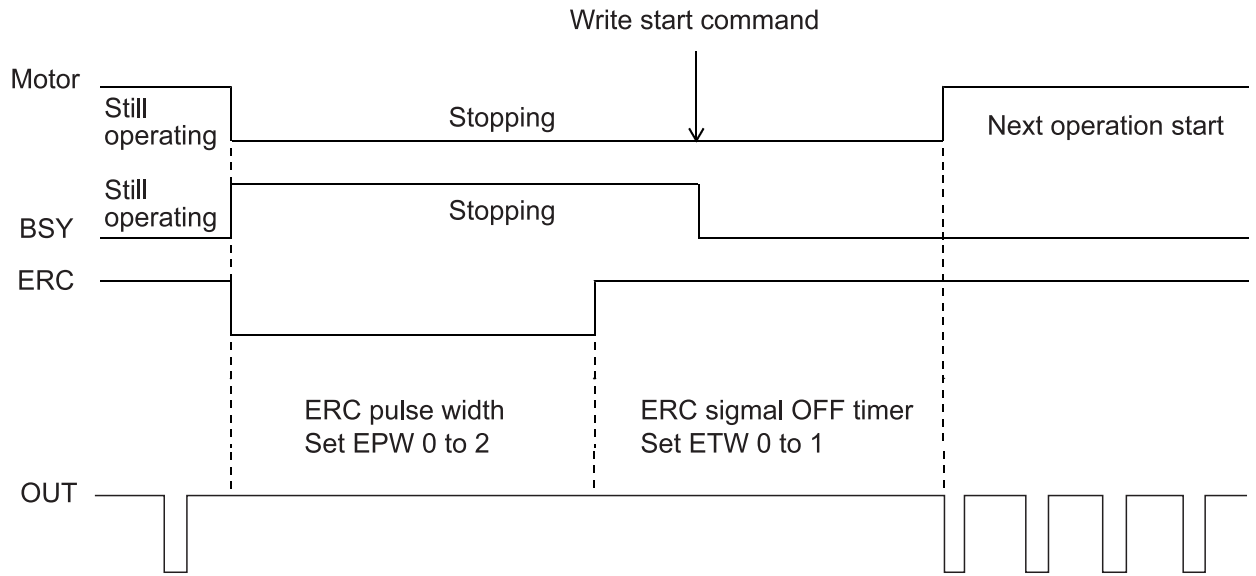 Write start command
Motor
Still
operating
Stopping
Next operation start
Still
operating
Stopping
BSY
ERC
ERC pulse width
Set EPW 0 to 2
ERC sigmal OFF timer
Set ETW 0 to 1
OUT